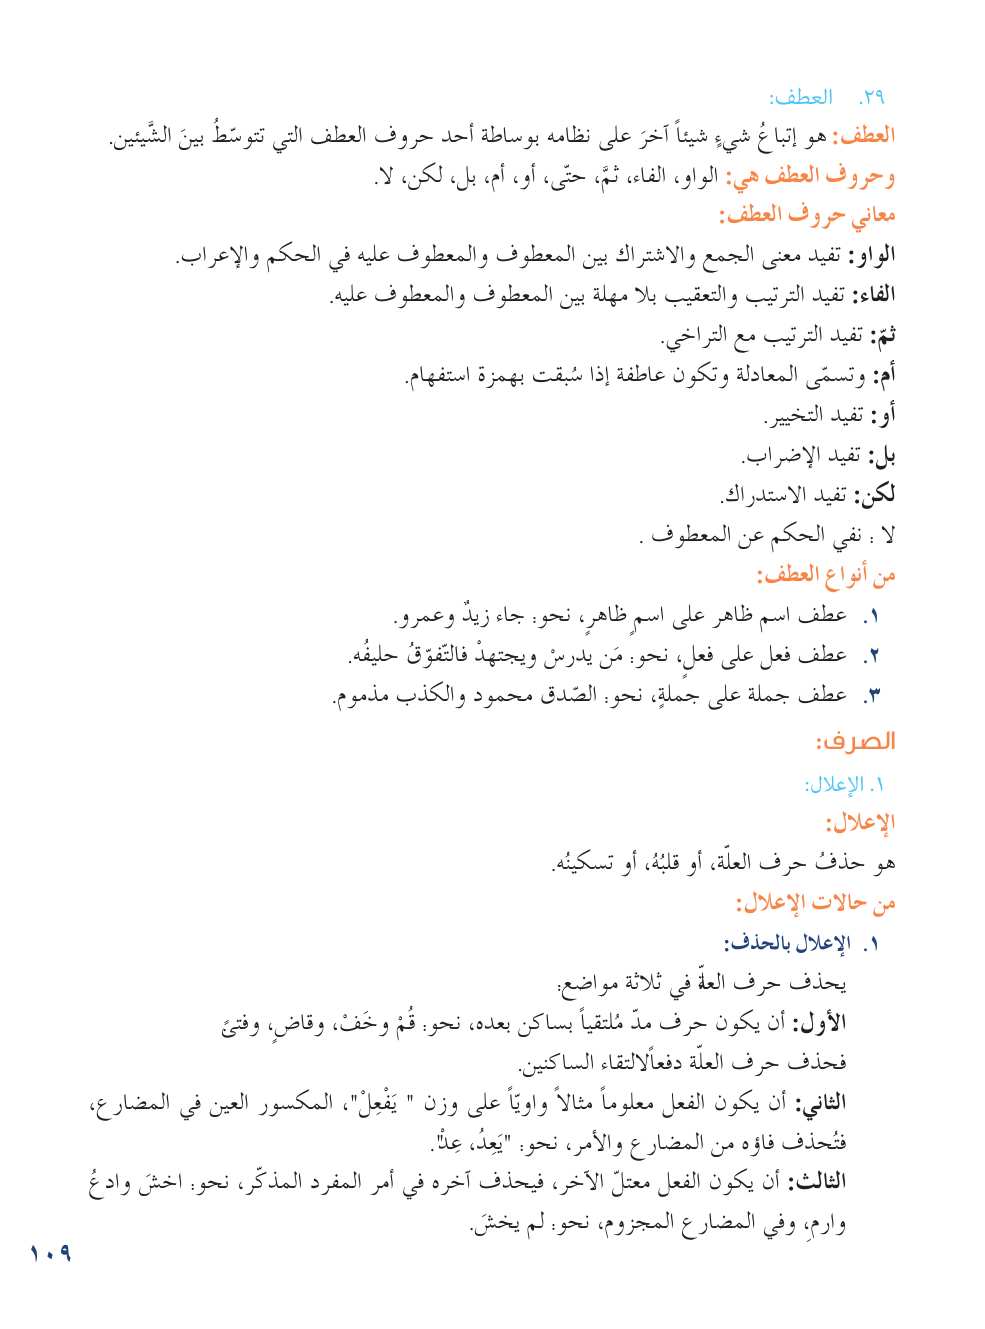 ٢٩. العطف:
العطف: هو إتباعُ شيءٍ شيئاً آخرَ على نظامه بوساطة أحد حروف العطف التي تتوسّطُ بينَ الشَّيئين.
وحروف العطف هي: الواو، الفاء، ثمَّ، حتّى، أو، أم، بل، لكن، لا.
معاني حروف العطف:
الواو: تفيد معنى الجمع والاشتراك بين المعطوف والمعطوف عليه في الحكم والإعراب.
الفاء: تفيد الترتيب والتعقيب بلا مهلة بين المعطوف والمعطوف عليه.
ثمّ: تفيد الترتيب مع التراخي.
أم: وتسمّى المعادلة وتكون عاطفة إذا سُبقت بهمزة استفهام.
أو: تفيد التخيير.
بل: تفيد الإضراب.
لكن: تفيد الاستدراك.
لا : نفي الحكم عن المعطوف .
من أنواع العطف:
١. عطف اسم ظاهر على اسمٍ ظاهرٍ، نحو: جاء زيدٌ وعمرو.
٢. عطف فعل على فعلٍ، نحو: مَن يدرسْ ويجتهدْ فالتّفوّقُ حليفُه.
٣. عطف جملة على جملةٍ، نحو: الصّدق محمود والكذب مذموم.
الصرف:
١. الإعلال:
الإعلال:
هو حذفُ حرف العلّة، أو قلبُهُ، أو تسكينُه.
من حالات الإعلال:
١. الإعلال بالحذف:
يحذف حرف العلّة في ثلاثة مواضع:
الأول: أن يكون حرف مدّ مُلتقياً بساكن بعده، نحو: قُمْ وخَفْ، وقاضٍ، وفتىً
فحذف حرف العلّة دفعاًلالتقاء الساكنين.
الثاني: أن يكون الفعل معلوماً مثالاً واويّاً على وزن " يَفْعِلْ"، المكسور العين في المضارع،
فتُحذف فاؤه من المضارع والأمر، نحو: "يَعِدُ، عِدْ".
الثالث: أن يكون الفعل معتلّ الآخر، فيحذف آخره في أمر المفرد المذكّر، نحو: اخشَ وادعُ
وارمِ، وفي المضارع المجزوم، نحو: لم يخشَ.
١٠٩